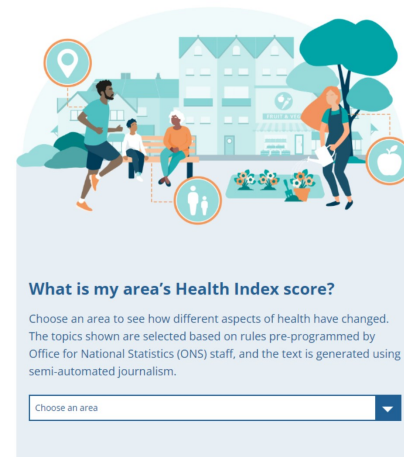 FRUIT & VEG
What is my area's Health Index score?
Choose an area to see how different aspects of health have changed.
The topics shown are selected based on rules pre-programmed by
Office for National Statistics (ONS) staff, and the text is generated using
semi-automated journalism.
Choose an area